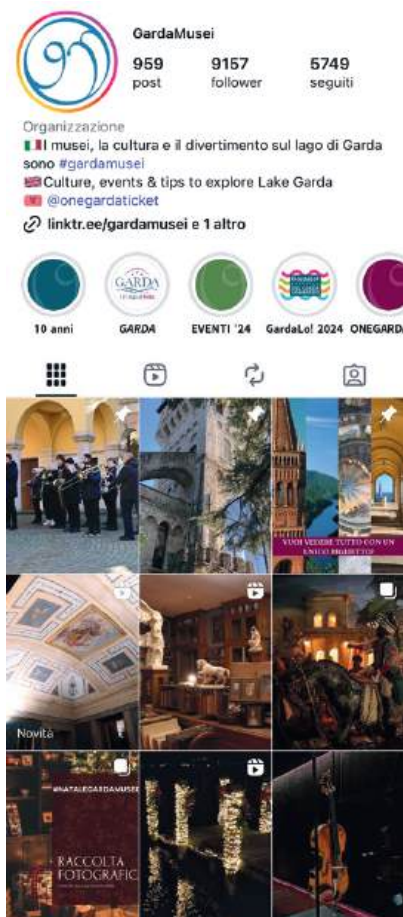 GardaMusei
959 9157 5749
post follower seguiti
Organizzazione
🇮🇹I musei, la cultura e il divertimento sul lago di Garda
sono #gardamusei
🇬🇧Culture, events & tips to explore Lake Garda
🎟️ @onegardaticket
linktr.ee/gardamusei e 1 altro
GARDA
10 anni GARDA EVENTI '24 GardaLo! 2024 ONEGARDA
VUOI VEDERE TUTTO CON UN
UNICO BIGLIETTO?
Novità
#NATALEGARDAMUSEI
RACCOLTA
FOTOGRAFIC